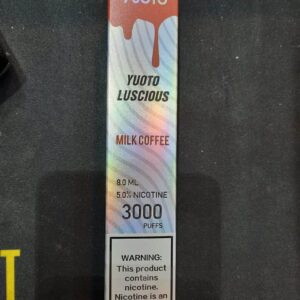 YUOTO
LUSCIOUS
MILK COFFEE
8.0 ML
5.0% NICOTINE
3000
PUFFS
WARNING:
This product
contains
nicotine.
Nicotine is an
T